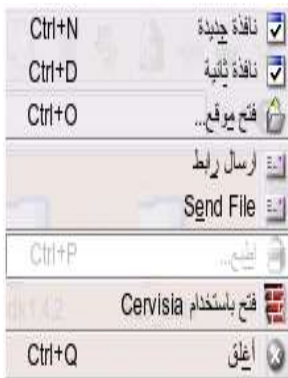 نافذة جديدة Ctrl+N
نافذة ثانية Ctrl+D
فتح موقع... Ctrl+O
ارسال رابط
Send File
اطبع... Ctrl+P
فتح باستخدام Cervisia
أغلق Ctrl+Q